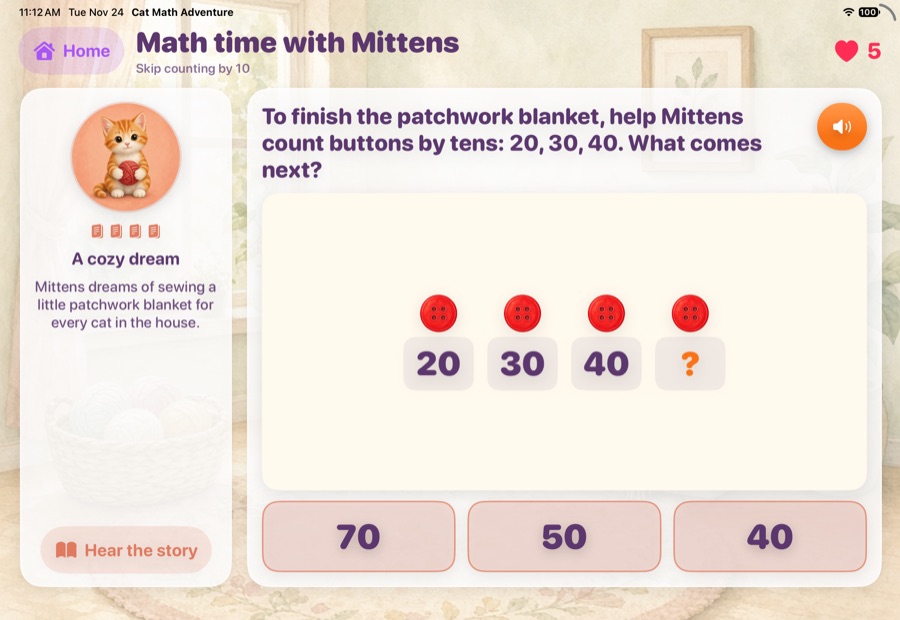 11:12 AM Tue Nov 24 Cat Math Adventure
100
Home
Math time with Mittens
Skip counting by 10
5
A cozy dream
Mittens dreams of sewing a
little patchwork blanket for
every cat in the house.
Hear the story
To finish the patchwork blanket, help Mittens
count buttons by tens: 20, 30, 40. What comes
next?
20 30 40 ?
70 50 40